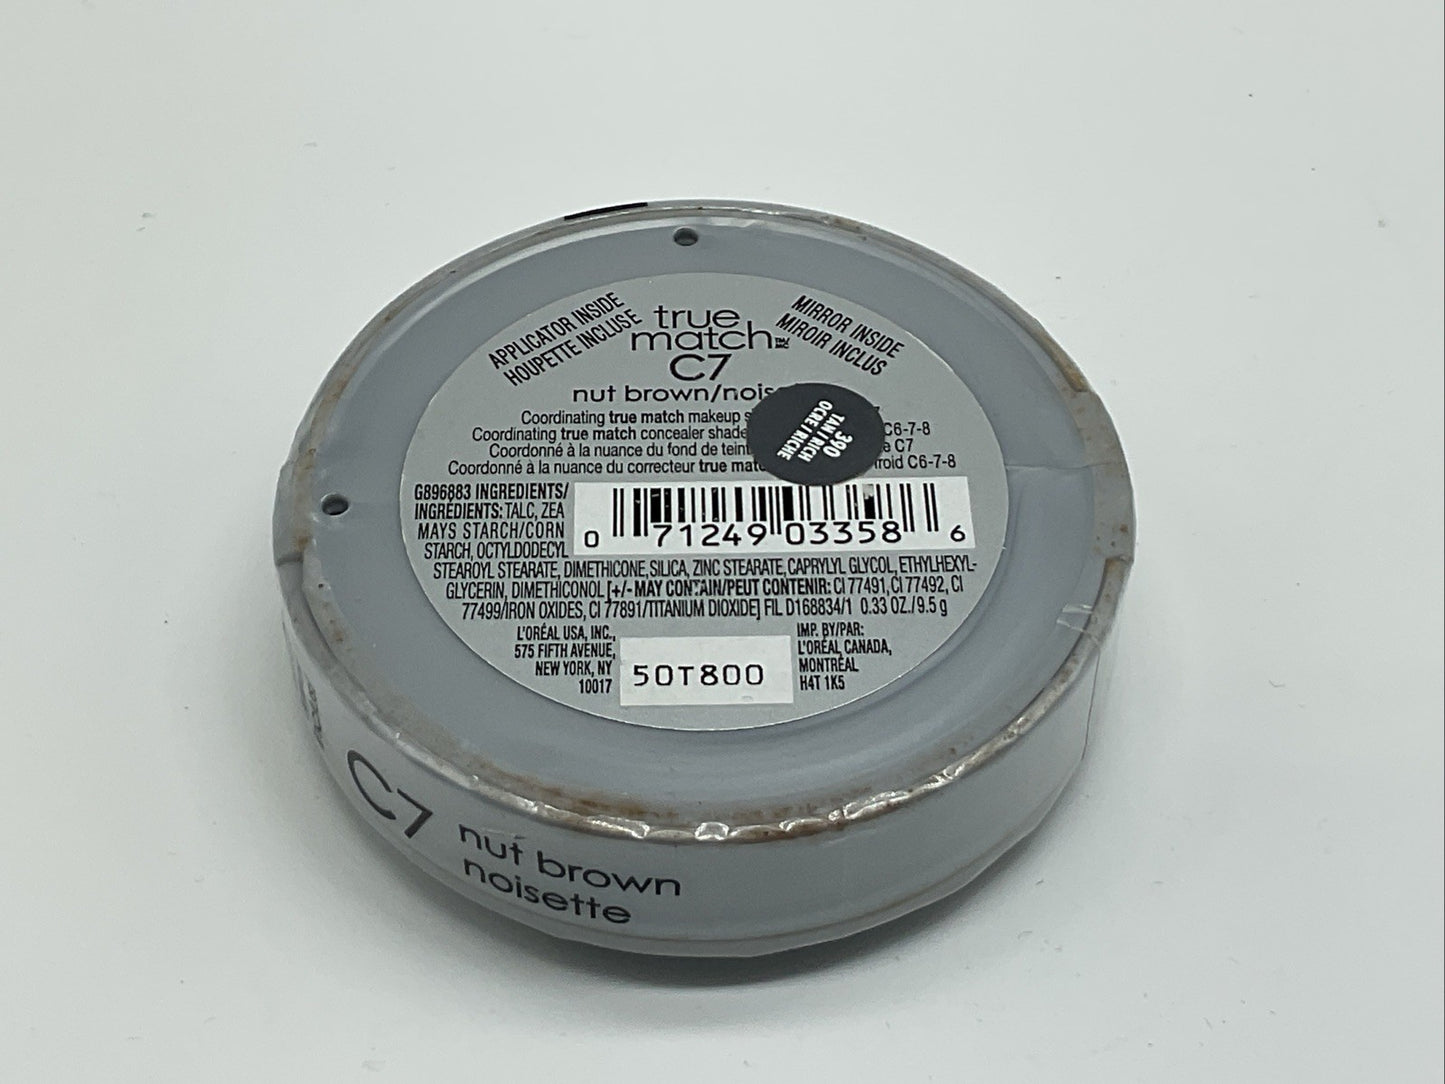 APPLICATOR INSIDE
HOUPETTE INCLUSE
true
match™
C7
MIRROR INSIDE
MIROIR INCLUS
nut brown/nois
Coordinating true match makeup
Coordinating true match concealer shade C6-7-8
Coordonné à la nuance du fond de teint C7
Coordonné à la nuance du correcteur true C6-7-8
390
TAN / RICH
OCRE / RICHE
G896883 INGREDIENTS/
INGRÉDIENTS: TALC, ZEA
MAYS STARCH/CORN
STARCH, OCTYLDODECYL
STEAROYL STEARATE, DIMETHICONE, SILICA, ZINC STEARATE, CAPRYLYL GLYCOL, ETHYLHEXYL-
GLYCERIN, DIMETHICONOL [+/- MAY CONTAIN/PEUT CONTENIR: CI 77491, CI 77492, CI
77499/IRON OXIDES, CI 77891/TITANIUM DIOXIDE] FIL D168834/1 0.33 OZ./9.5 g
0 71249 03358 6
L'ORÉAL USA, INC.,
575 FIFTH AVENUE,
NEW YORK, NY
10017
50T800
IMP. BY/PAR:
L'ORÉAL CANADA,
MONTRÉAL
H4T 1K5
C7
nut brown
noisette